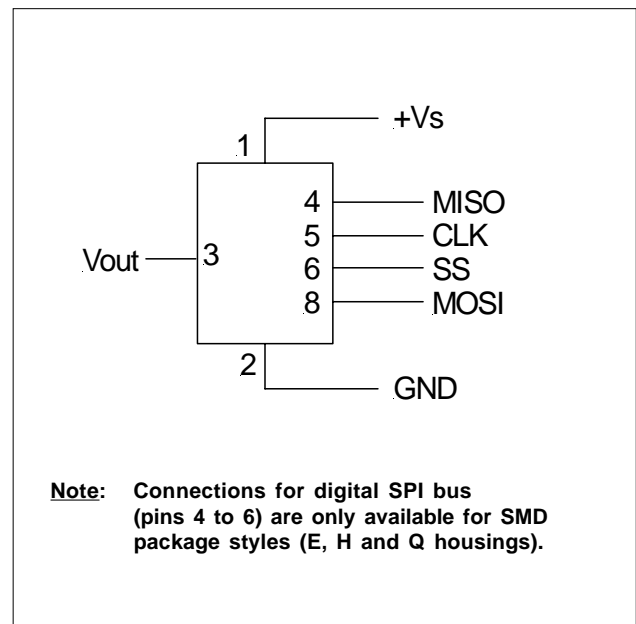 +Vs
1
4 MISO
5 CLK
Vout 3
6 SS
8 MOSI
2
GND
Note: Connections for digital SPI bus
(pins 4 to 6) are only available for SMD
package styles (E, H and Q housings).